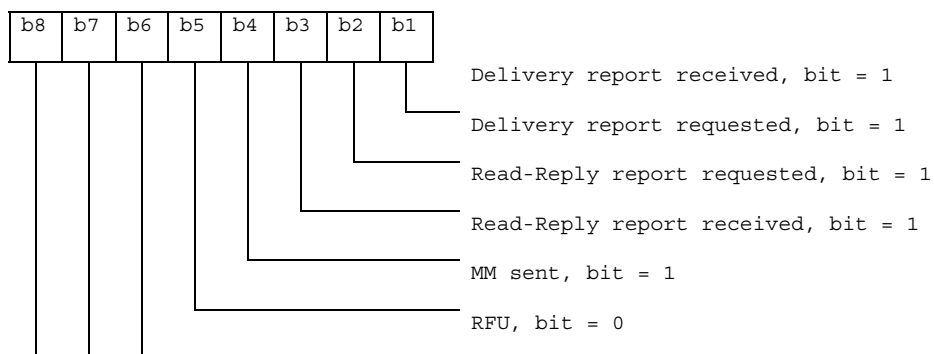 b8 b7 b6 b5 b4 b3 b2 b1
Delivery report received, bit = 1
Delivery report requested, bit = 1
Read-Reply report requested, bit = 1
Read-Reply report received, bit = 1
MM sent, bit = 1
RFU, bit = 0